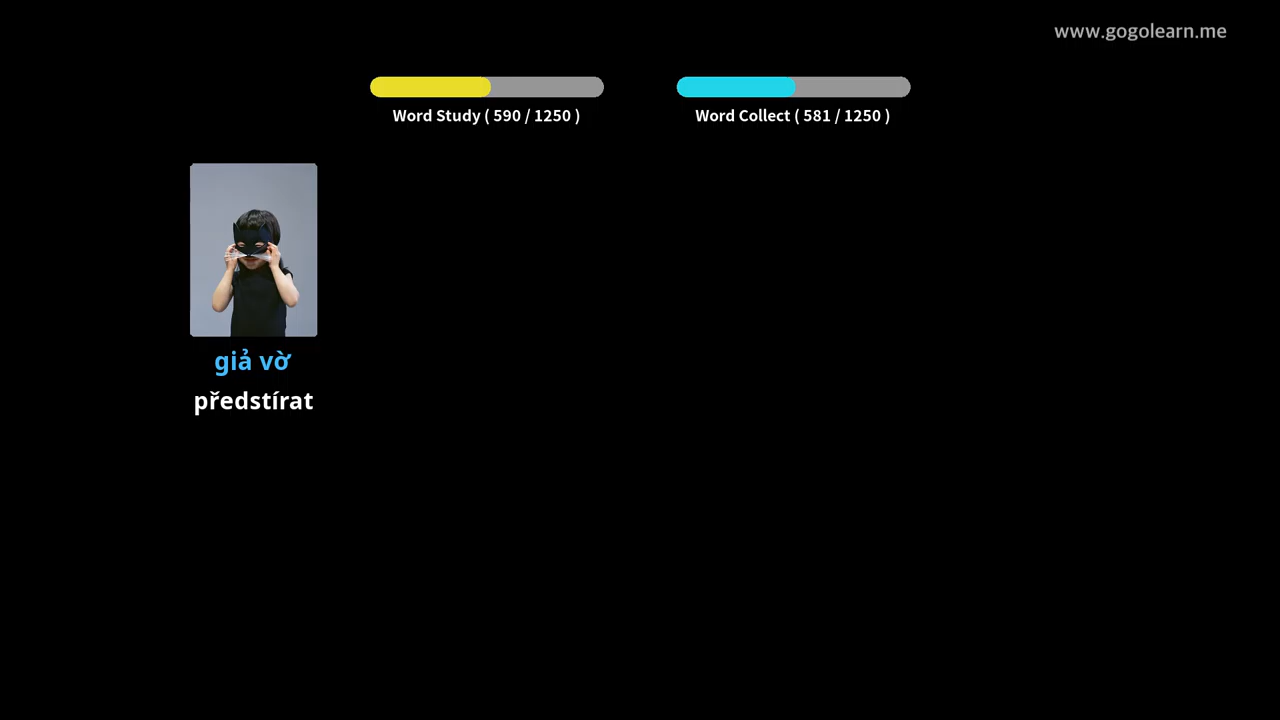 www.gogolearn.me
Word Study ( 590 / 1250 )
Word Collect ( 581 / 1250 )
giả vờ
předstírat